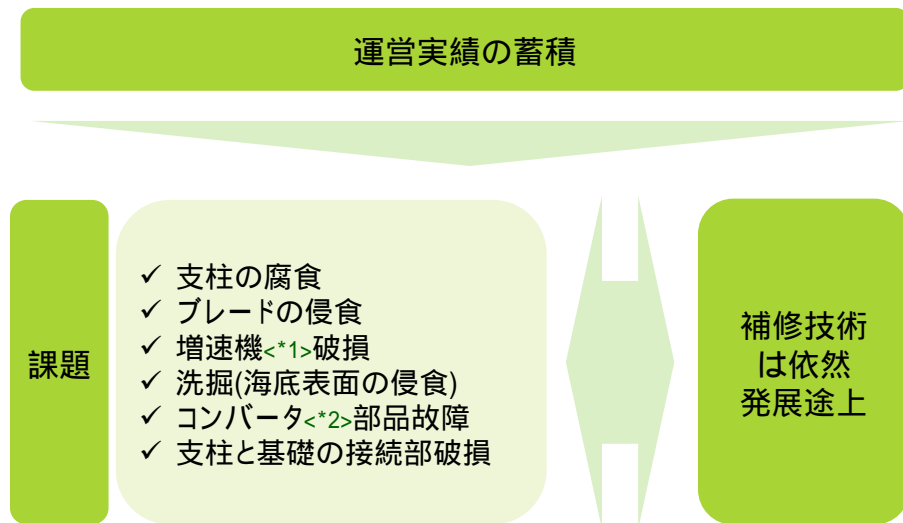 運営実績の蓄積
課題
✓ 支柱の腐食
✓ ブレードの侵食
✓ 増速機<*1>破損
✓ 洗掘(海底表面の侵食)
✓ コンバータ<*2>部品故障
✓ 支柱と基礎の接続部破損
補修技術
は依然
発展途上